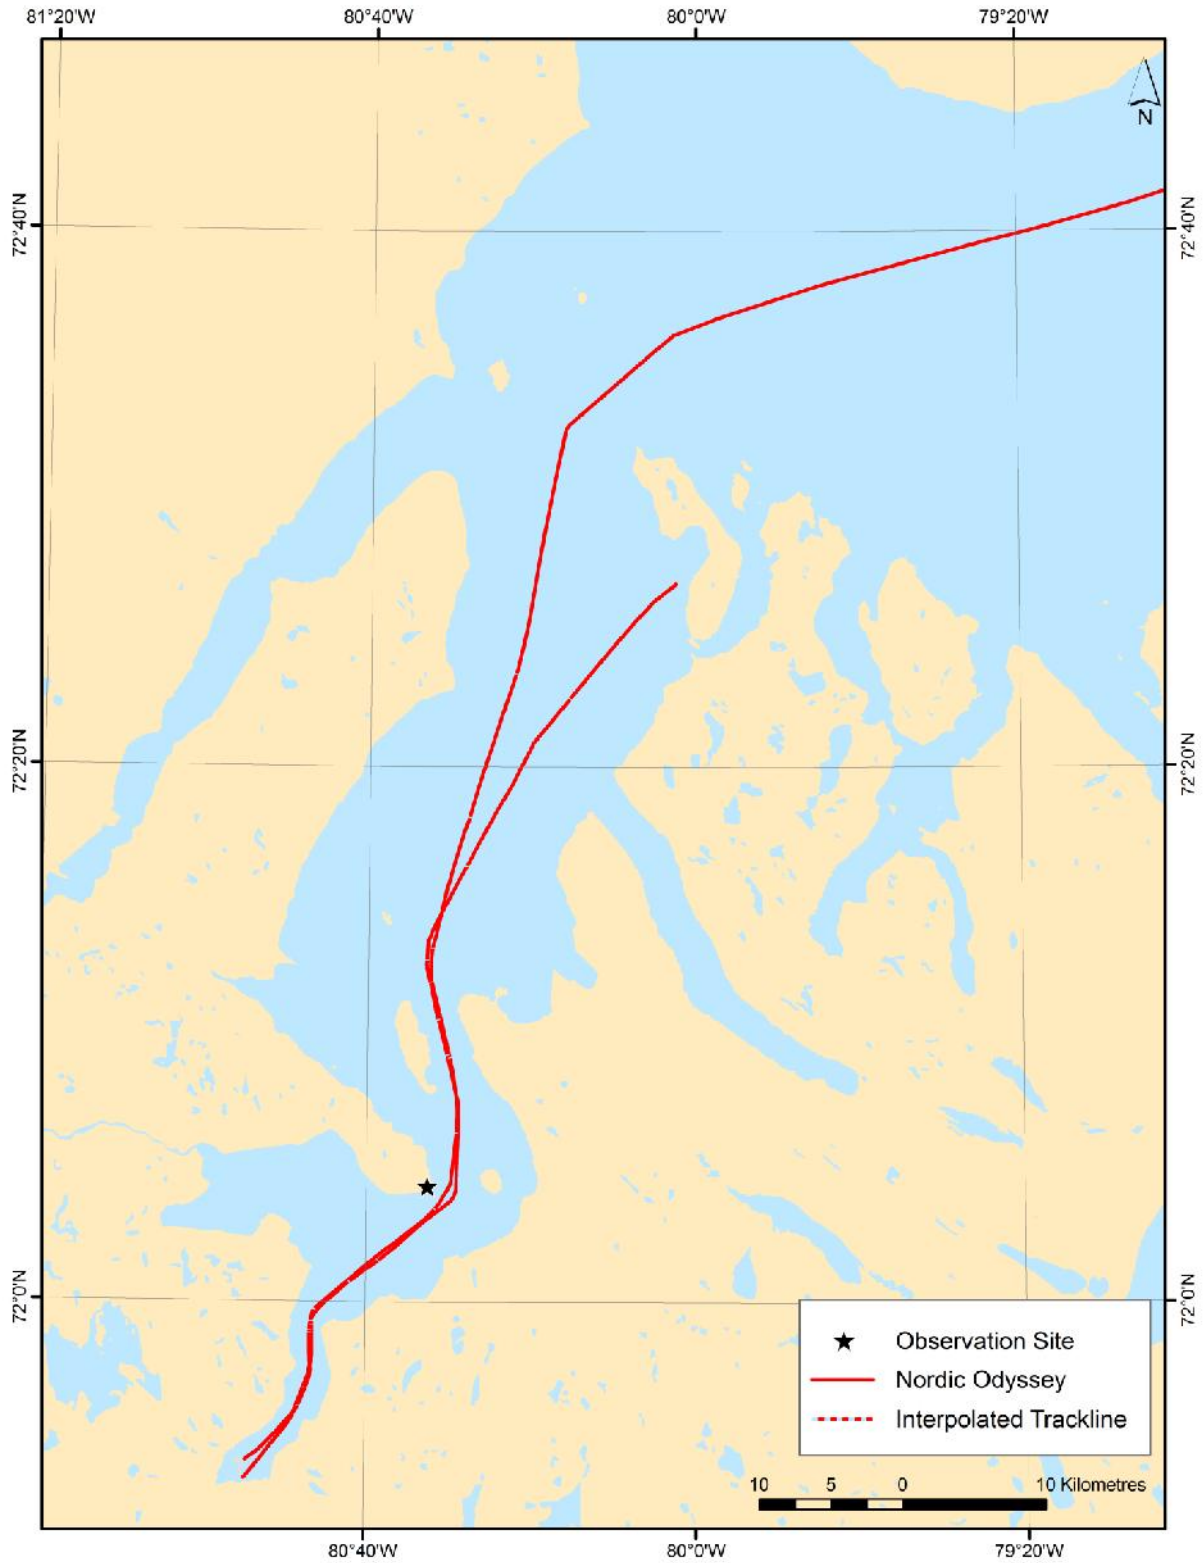 81°20'W 80°40'W 80°0'W 79°20'W
N
72°40'N 72°40'N
72°20'N 72°20'N
72°0'N 72°0'N
Observation Site
Nordic Odyssey
Interpolated Trackline
10 5 0 10 Kilometres
80°40'W 80°0'W 79°20'W